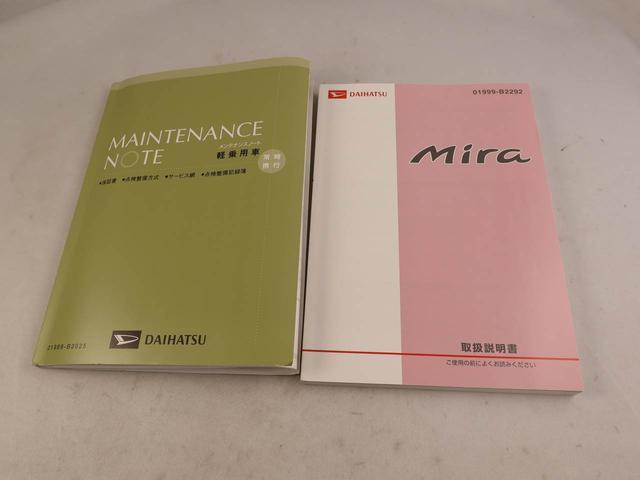 MAINTENANCE
NOTE
メンテナンスノート
軽乗用車
常時
携行
●保証書 ●点検整備方式 ●サービス網 ●点検整備記録簿
DAIHATSU
01999-B2025
DAIHATSU
01999-B2292
Mira
取扱説明書
ご使用の前によくお読みください